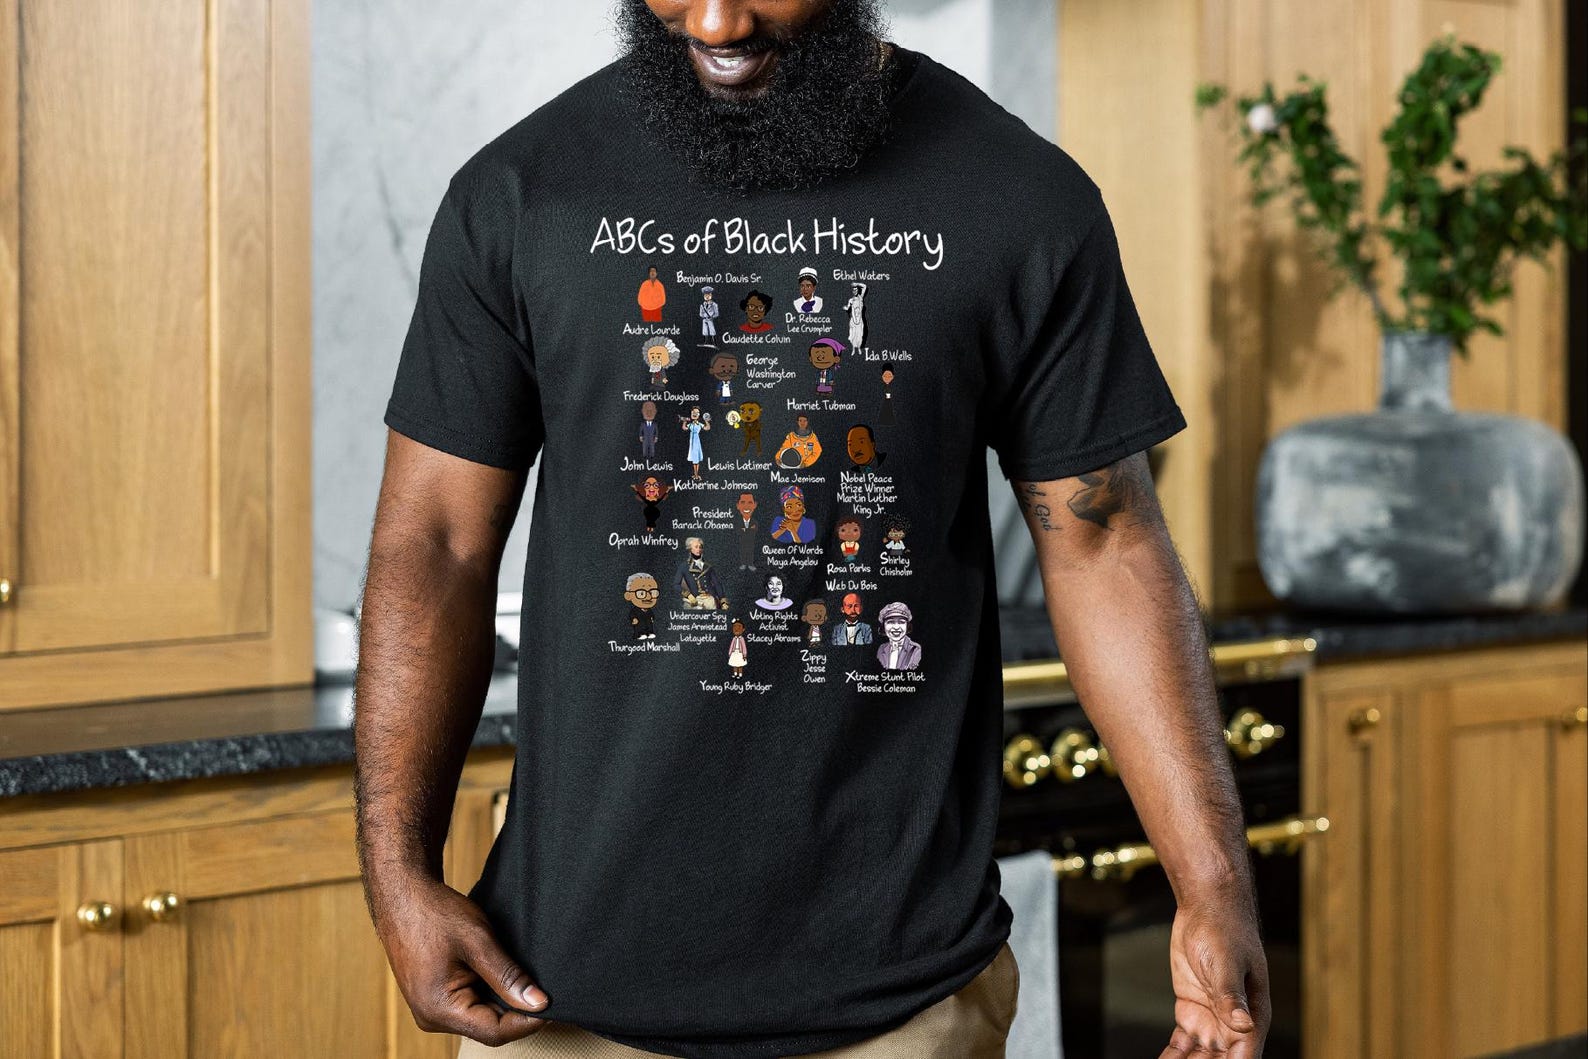 ABCs of Black History
Benjamin O. Davis Sr.
Ethel Waters
Audre Lourde
Claudette Colvin
Dr. Rebecca
Lee Crumpler
Ida B.Wells
George
Washington
Carver
Frederick Douglass
Harriet Tubman
John Lewis
Katherine Johnson
Lewis Latimer
Mae Jemison
Nobel Peace
Prize Winner
Martin Luther
King Jr.
Oprah Winfrey
President
Barack Obama
Queen Of Words
Maya Angelou
Rosa Parks
Shirley
Chisholm
Thurgood Marshall
Undercover Spy
James Armistead
Lafayette
Voting Rights
Activist
Stacey Abrams
Web Du Bois
Zippy
Jesse
Owen
Xtreme Stunt Pilot
Bessie Coleman
Young Ruby Bridger
of God